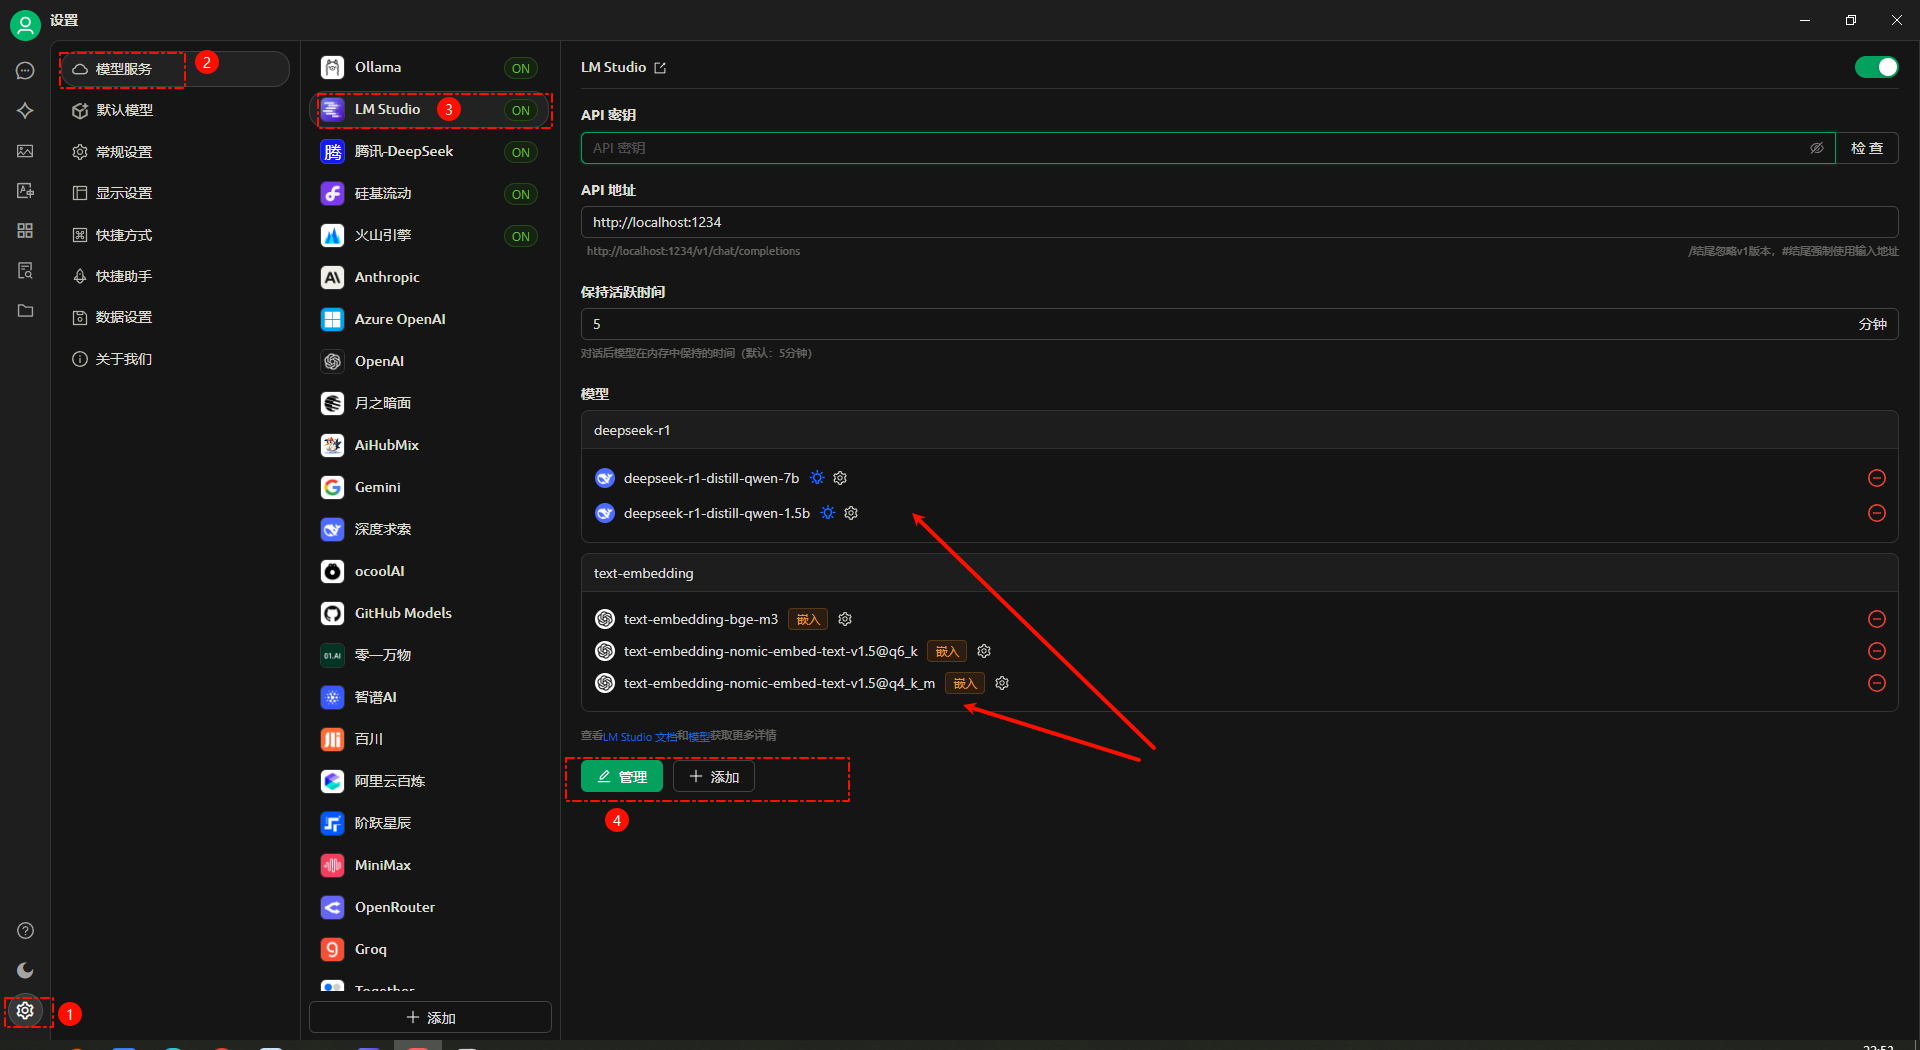 设置
模型服务
2
默认模型
常规设置
显示设置
快捷方式
快捷助手
数据设置
关于我们
1
Ollama
ON
LM Studio
3
ON
腾
腾讯-DeepSeek
ON
硅基流动
ON
火山引擎
ON
Anthropic
Azure OpenAI
OpenAI
月之暗面
AiHubMix
Gemini
深度求索
ocoolAI
GitHub Models
01.AI
零一万物
智谱AI
百川
阿里云百炼
阶跃星辰
MiniMax
OpenRouter
Groq
Together
添加
LM Studio
API 密钥
API 密钥
检 查
API 地址
http://localhost:1234
http://localhost:1234/v1/chat/completions
/结尾忽略v1版本，#结尾强制使用输入地址
保持活跃时间
5
分钟
对话后模型在内存中保持的时间（默认：5分钟）
模型
deepseek-r1
deepseek-r1-distill-qwen-7b
deepseek-r1-distill-qwen-1.5b
text-embedding
text-embedding-bge-m3
嵌入
text-embedding-nomic-embed-text-v1.5@q6_k
嵌入
text-embedding-nomic-embed-text-v1.5@q4_k_m
嵌入
查看LM Studio 文档和模型获取更多详情
管理
添加
4